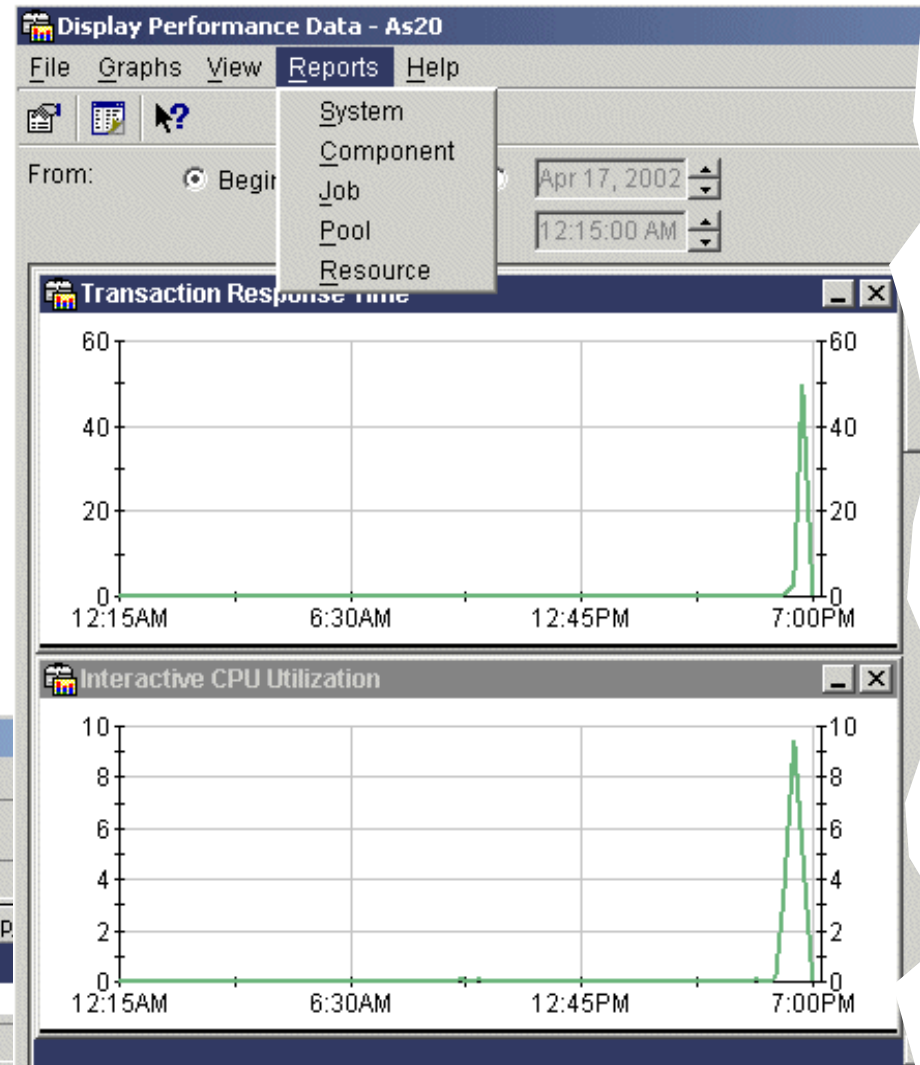 Display Performance Data - As20
File Graphs View Reports Help
System
Component
Job
Pool
Resource
From:
Apr 17, 2002
12:15:00 AM
Transaction Response Time
60 60
40 40
20 20
0 0
12:15AM 6:30AM 12:45PM 7:00PM
Interactive CPU Utilization
10 10
8 8
6 6
4 4
2 2
0 0
12:15AM 6:30AM 12:45PM 7:00PM